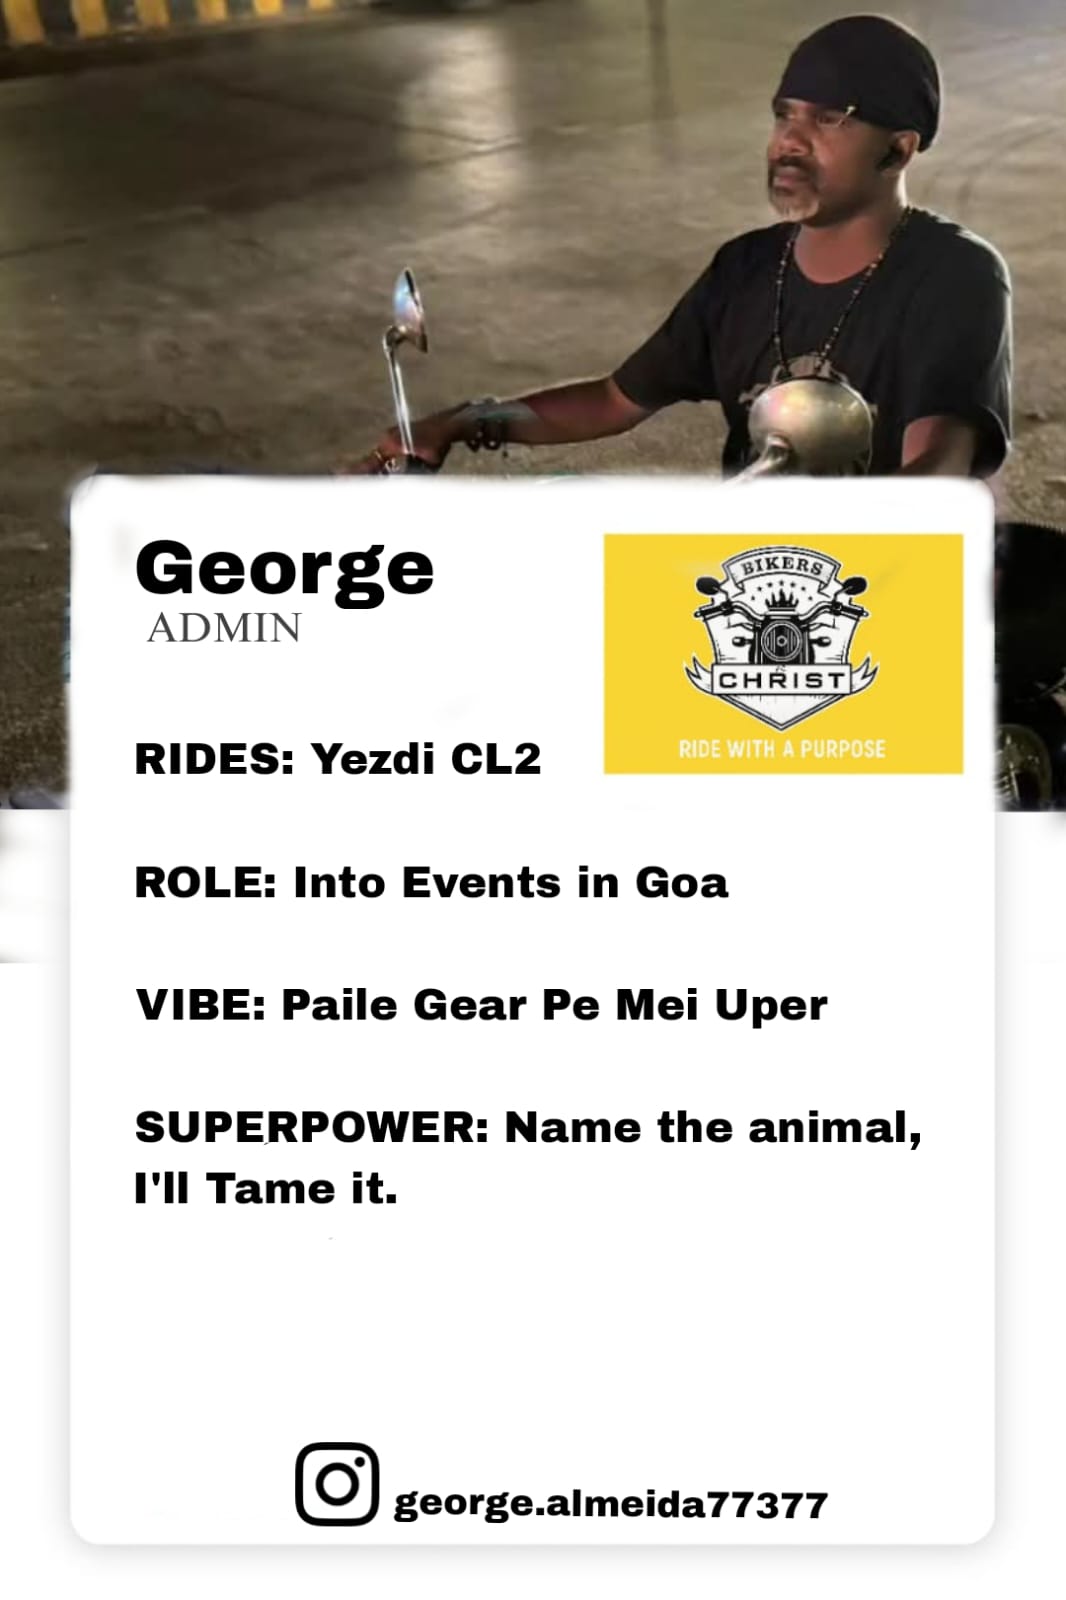 George
ADMIN
BIKERS
CHRIST
RIDE WITH A PURPOSE
RIDES: Yezdi CL2
ROLE: Into Events in Goa
VIBE: Paile Gear Pe Mei Uper
SUPERPOWER: Name the animal,
I'll Tame it.
george.almeida77377